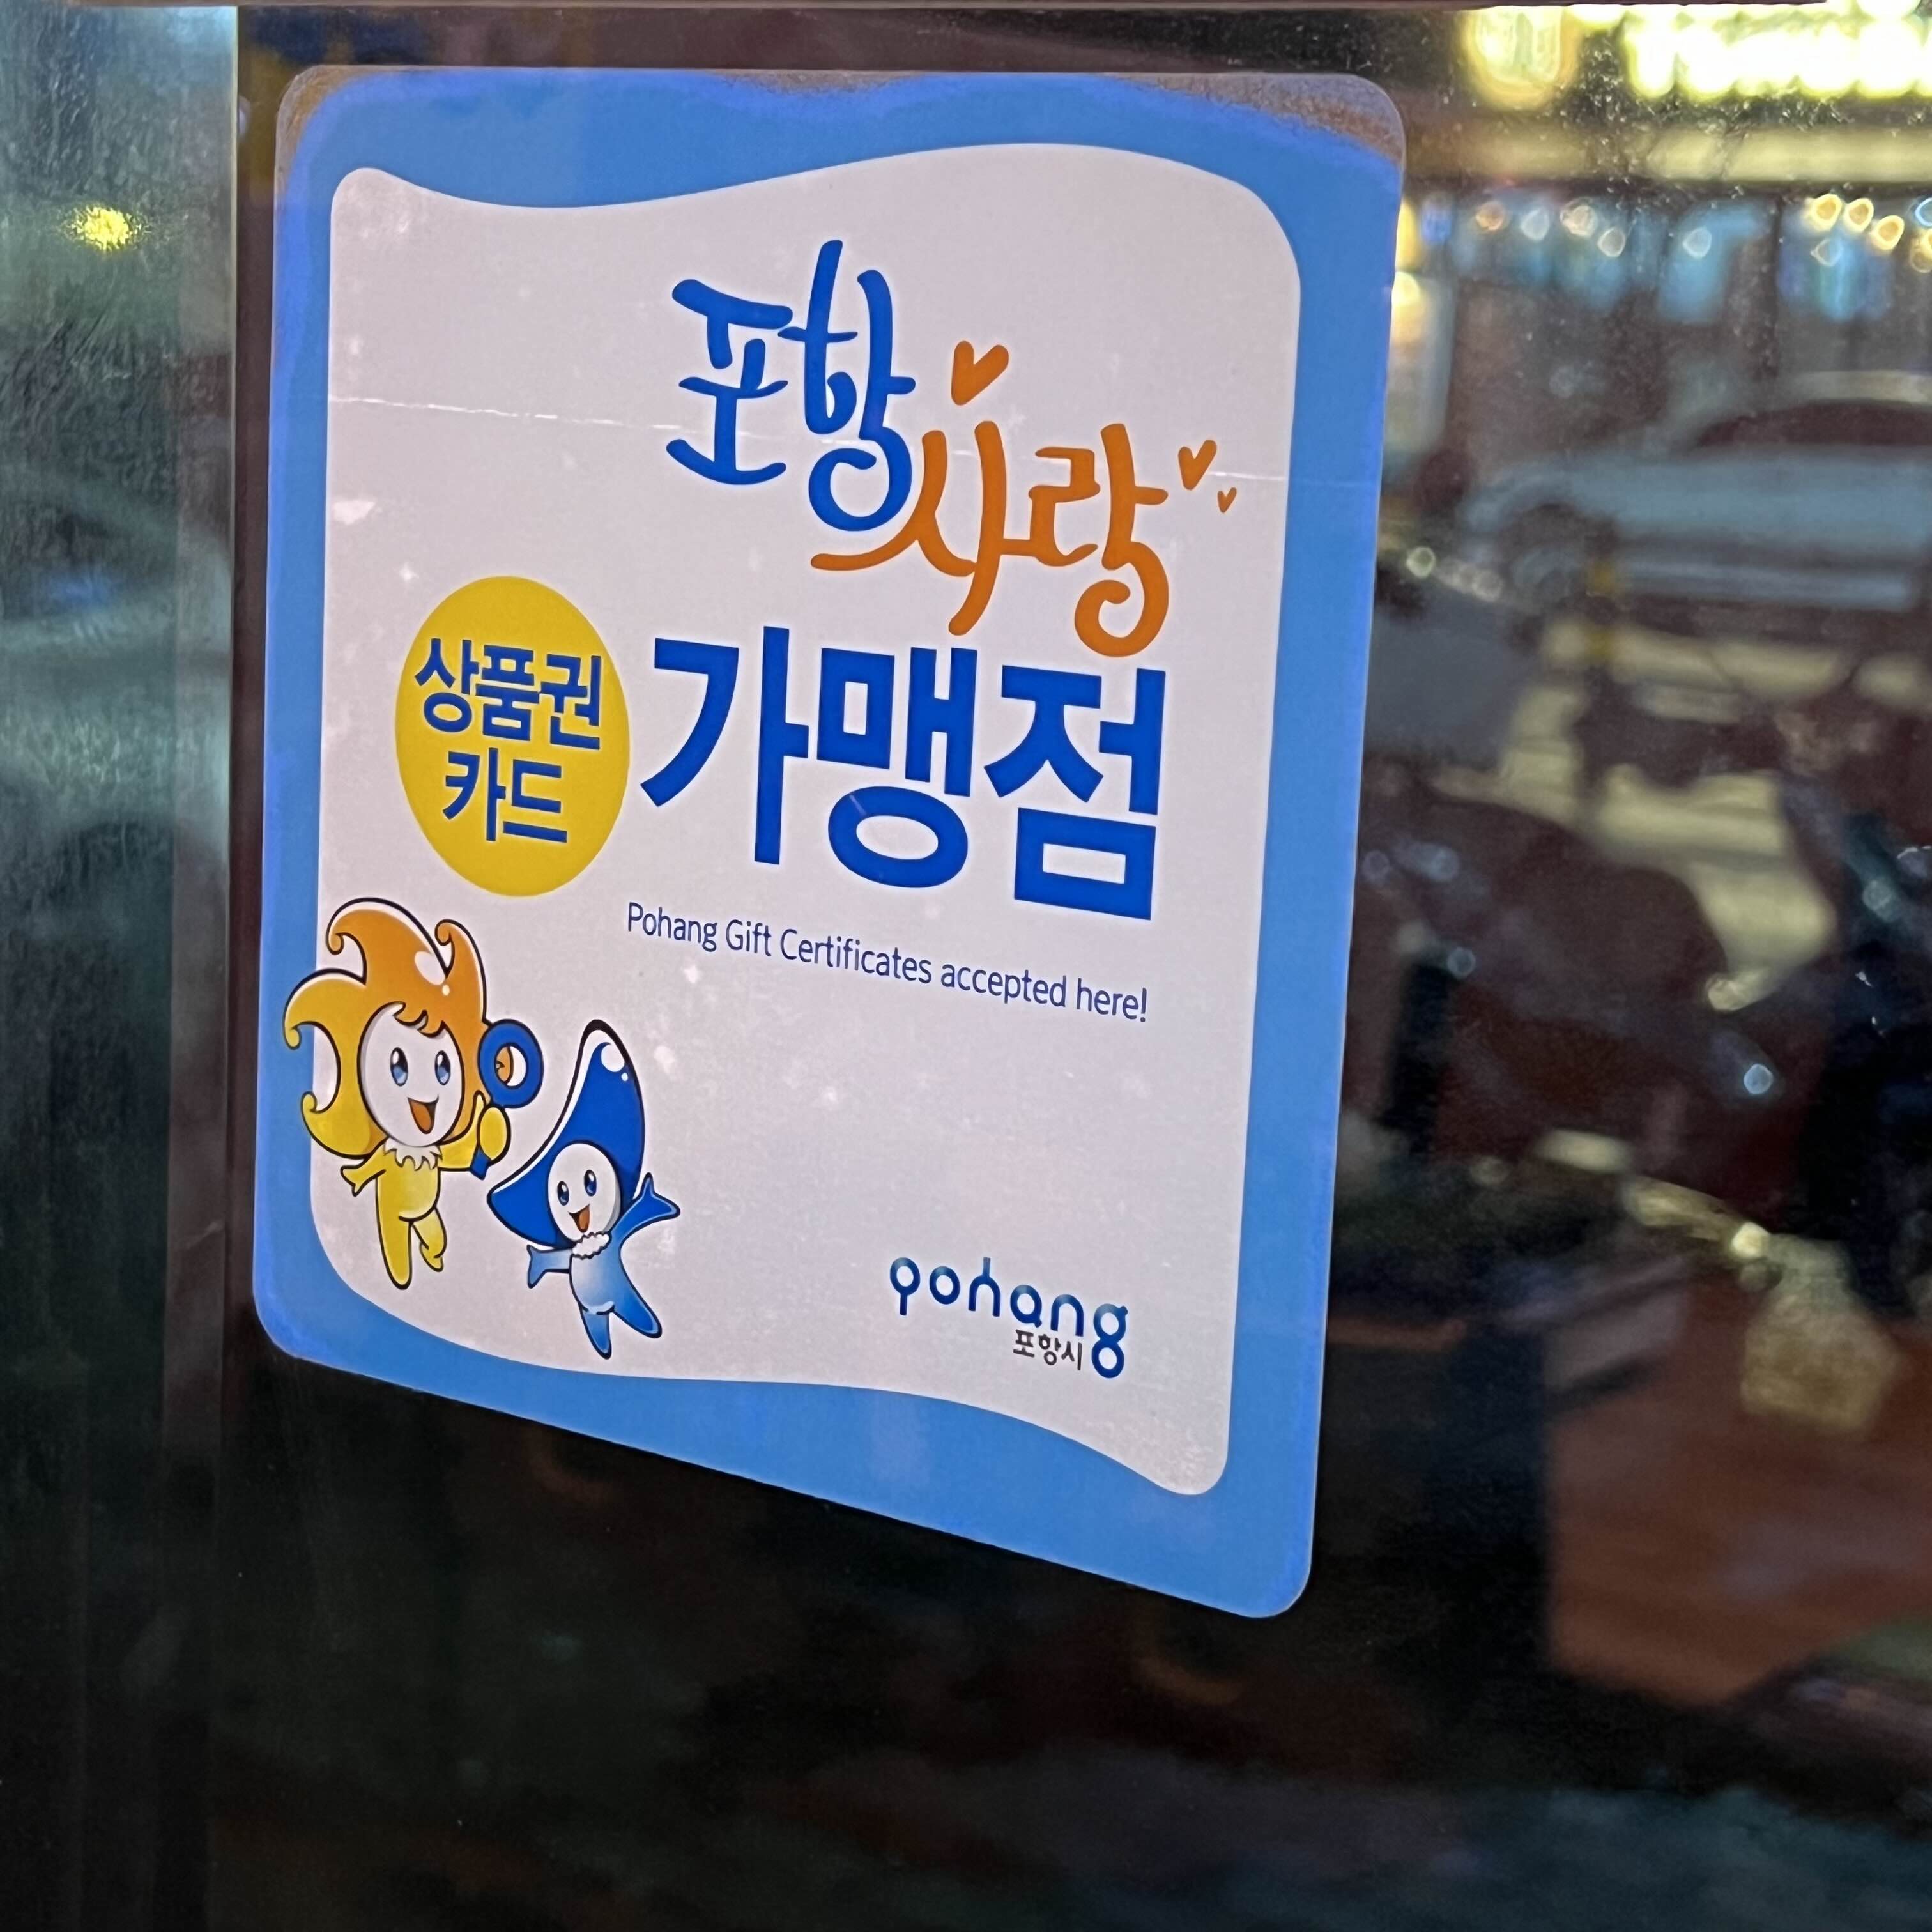 포항
사랑
상품권
카드
가맹점
Pohang Gift Certificates accepted here!
pohang
포항시